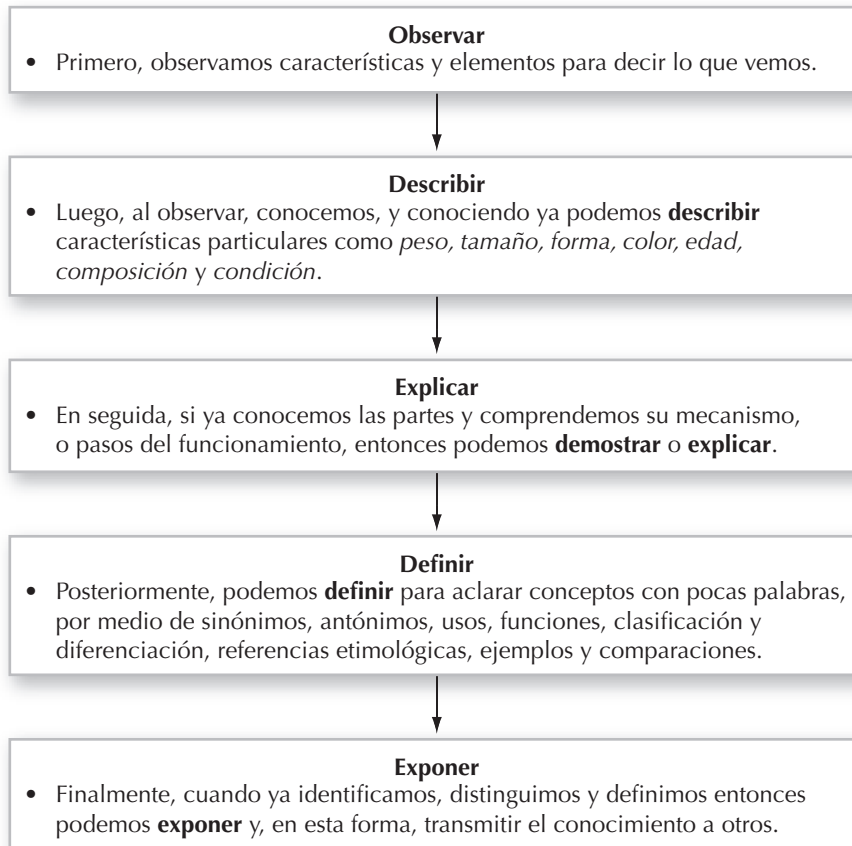 Observar
• Primero, observamos características y elementos para decir lo que vemos.
Describir
• Luego, al observar, conocemos, y conociendo ya podemos describir
características particulares como peso, tamaño, forma, color, edad,
composición y condición.
Explicar
• En seguida, si ya conocemos las partes y comprendemos su mecanismo,
o pasos del funcionamiento, entonces podemos demostrar o explicar.
Definir
• Posteriormente, podemos definir para aclarar conceptos con pocas palabras,
por medio de sinónimos, antónimos, usos, funciones, clasificación y
diferenciación, referencias etimológicas, ejemplos y comparaciones.
Exponer
• Finalmente, cuando ya identificamos, distinguimos y definimos entonces
podemos exponer y, en esta forma, transmitir el conocimiento a otros.